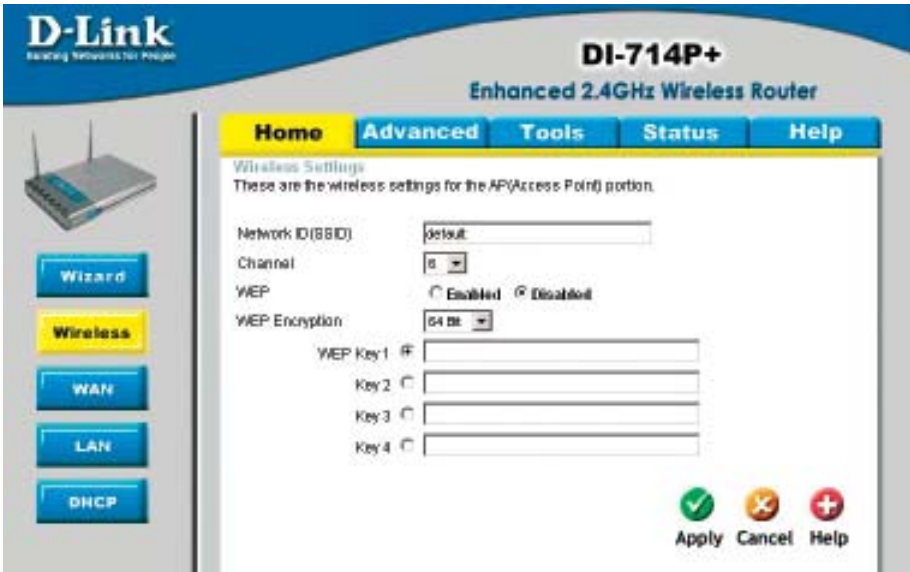 D-Link
Building Networks for People
DI-714P+
Enhanced 2.4GHz Wireless Router
Home Advanced Tools Status Help
Wireless Settings
These are the wireless settings for the AP(Access Point) portion.
Network ID(SSID) default
Channel 6
WEP Enabled Disabled
WEP Encryption 64 Bit
WEP Key1
Key 2
Key 3
Key 4
Wizard
Wireless
WAN
LAN
DHCP
Apply Cancel Help